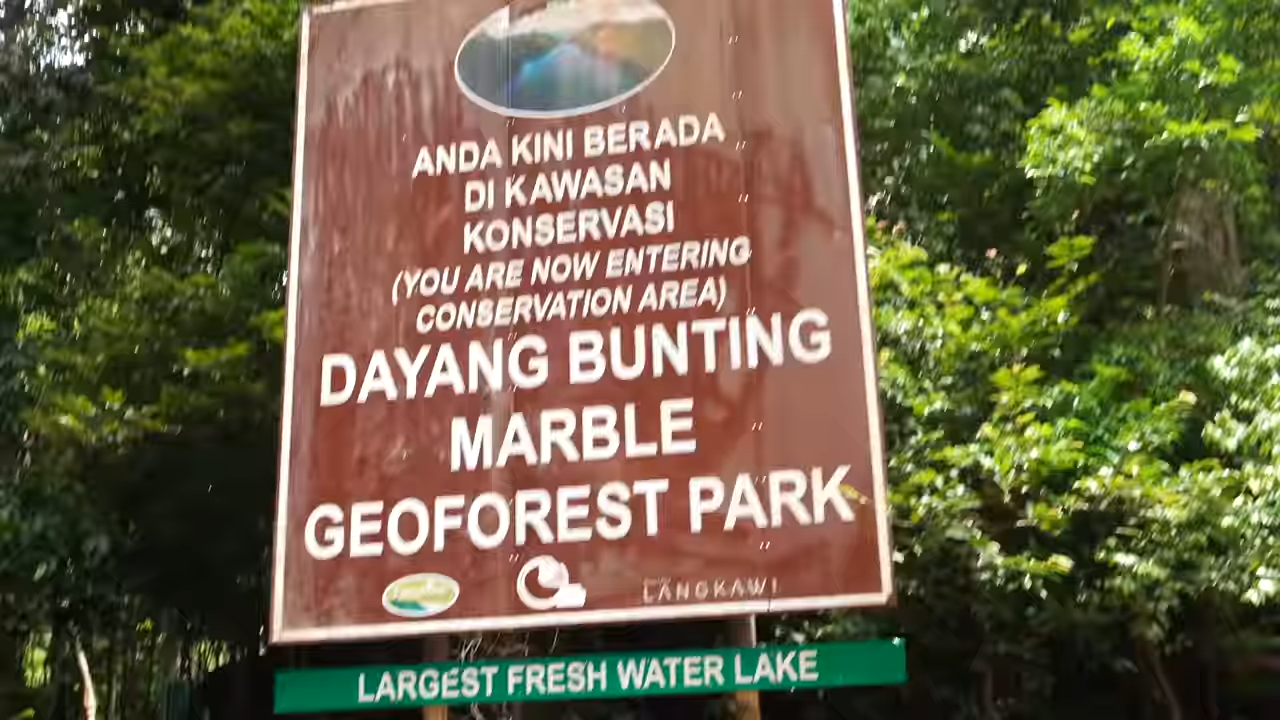 ANDA KINI BERADA
DI KAWASAN
KONSERVASI
(YOU ARE NOW ENTERING
CONSERVATION AREA)
DAYANG BUNTING
MARBLE
GEOFOREST PARK
LANGKAWI
LARGEST FRESH WATER LAKE